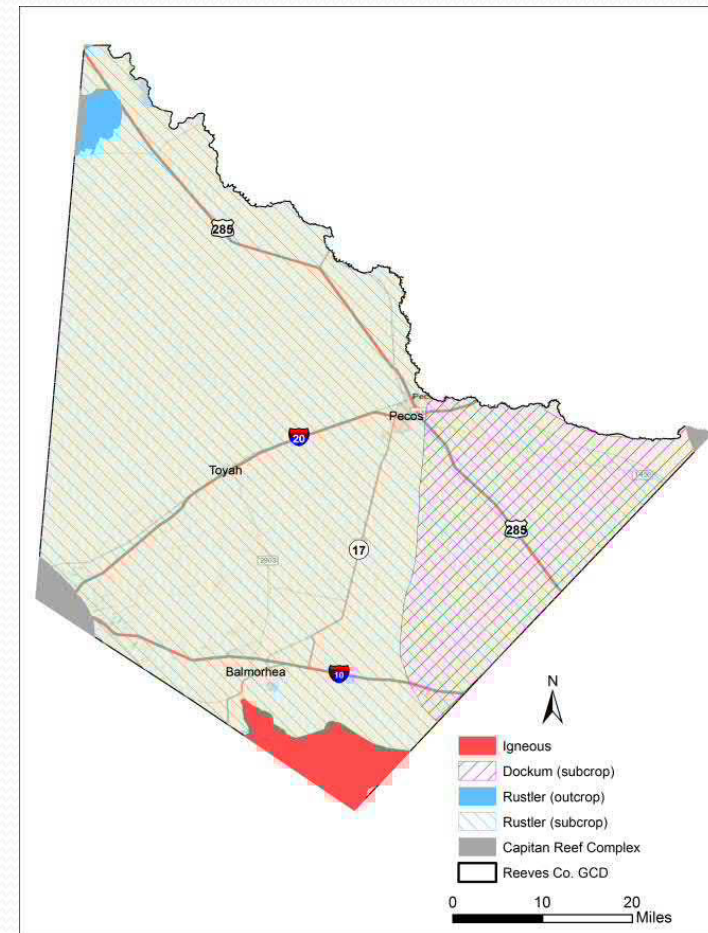 285
Pecos
20
Toyah
285
17
Balmorhea
10
N
Igneous
Dockum (subcrop)
Rustler (outcrop)
Rustler (subcrop)
Capitan Reef Complex
Reeves Co. GCD
0 10 20
Miles